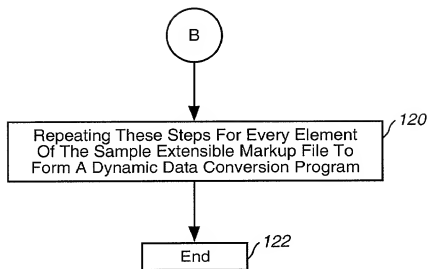 B
120
Repeating These Steps For Every Element
Of The Sample Extensible Markup File To
Form A Dynamic Data Conversion Program
122
End